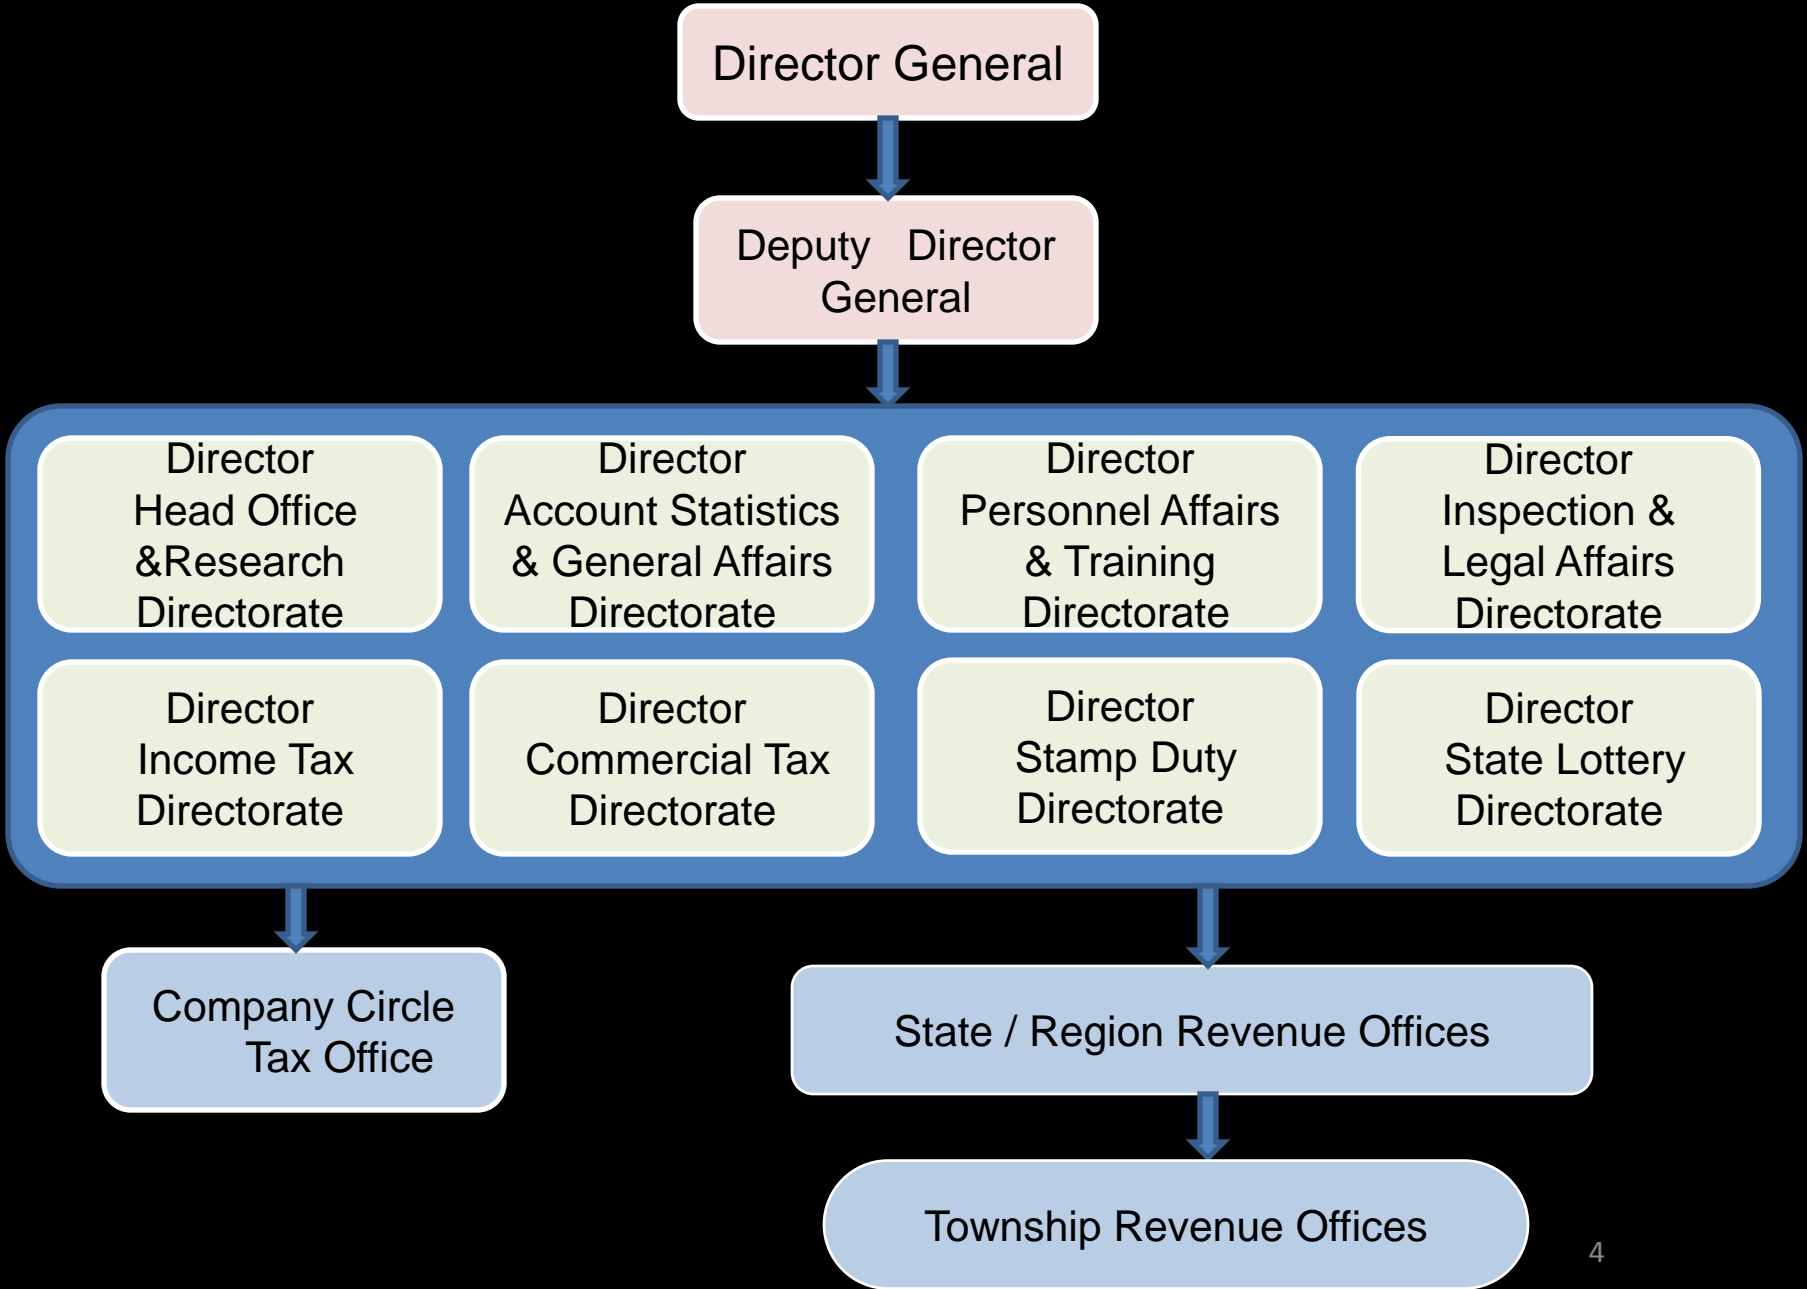 Director General
Deputy Director
General
Director
Head Office
&Research
Directorate
Director
Account Statistics
& General Affairs
Directorate
Director
Personnel Affairs
& Training
Directorate
Director
Inspection &
Legal Affairs
Directorate
Director
Income Tax
Directorate
Director
Commercial Tax
Directorate
Director
Stamp Duty
Directorate
Director
State Lottery
Directorate
Company Circle
Tax Office
State / Region Revenue Offices
Township Revenue Offices
4